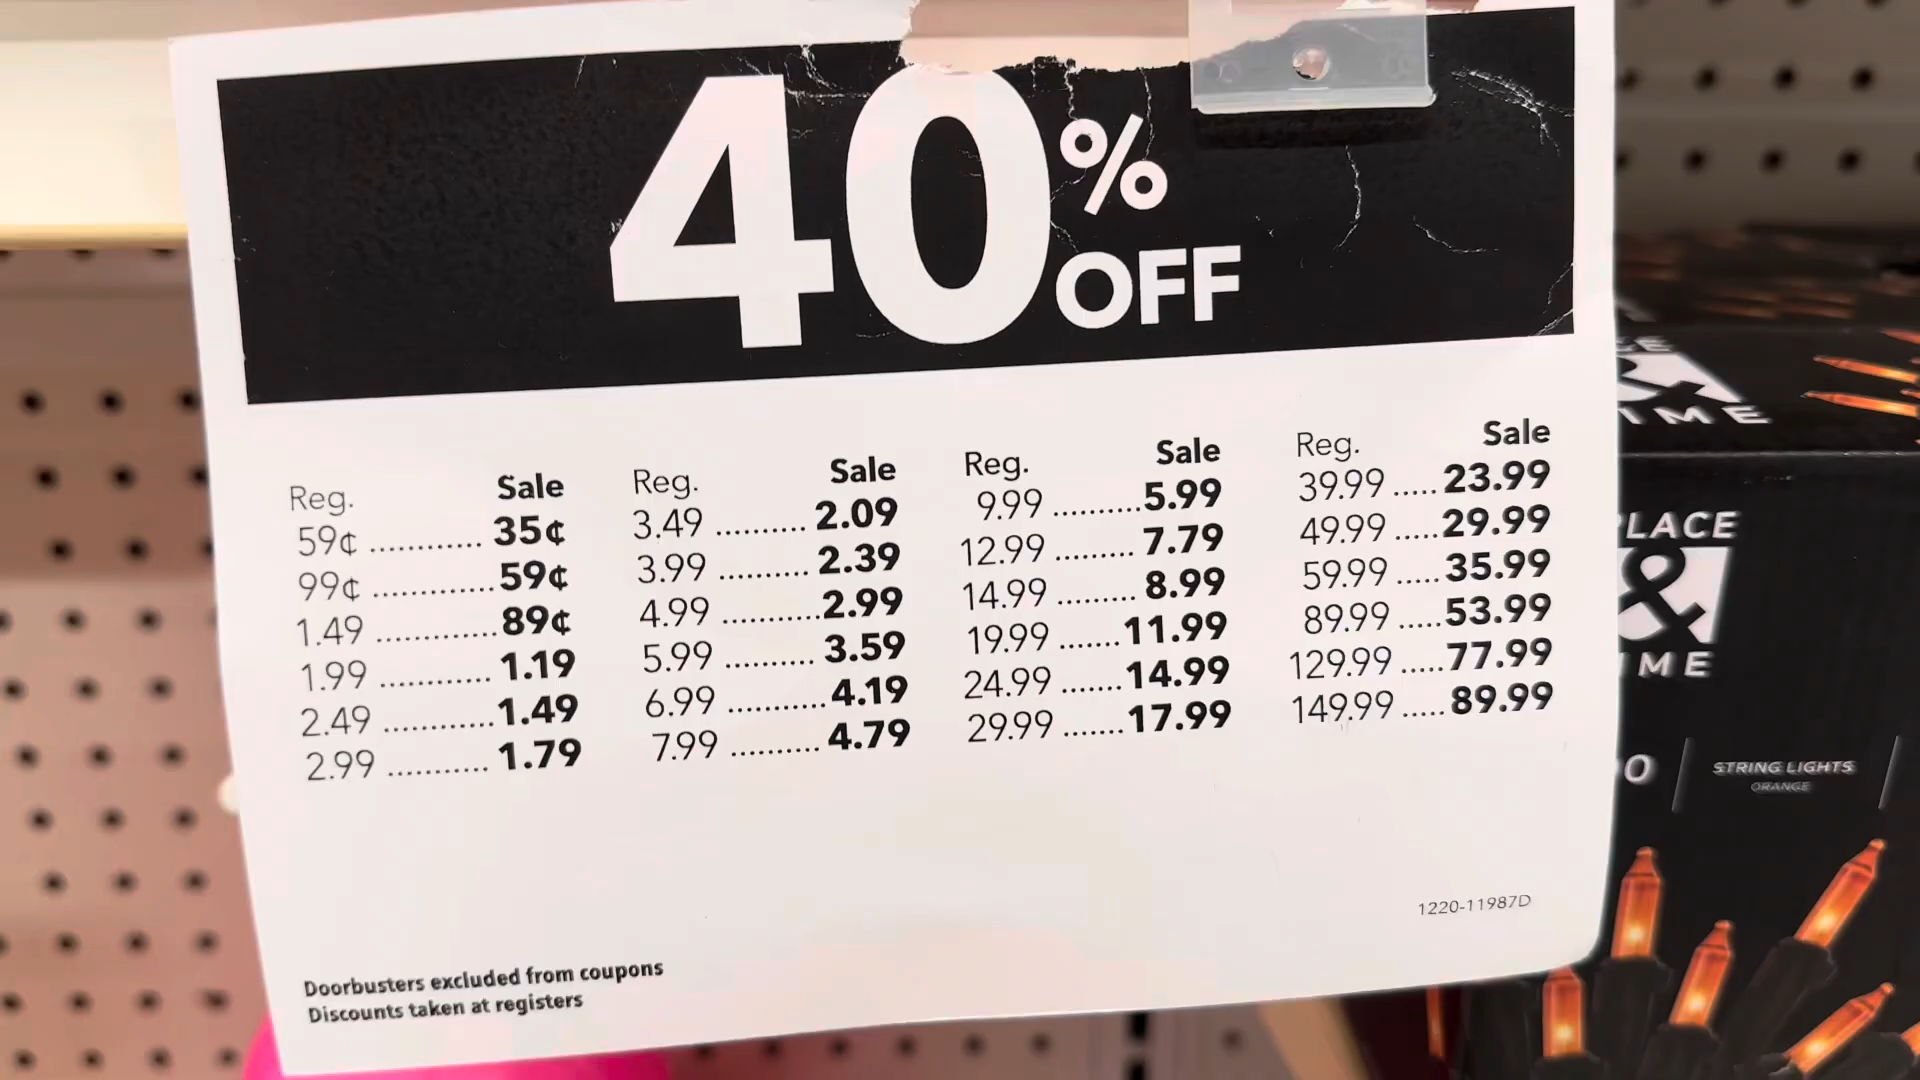 40% OFF
Reg. Sale
59¢ ............ 35¢
99¢ ............. 59¢
1.49 ............. 89¢
1.99 ............ 1.19
2.49 ............ 1.49
2.99 ........... 1.79
Reg. Sale
3.49 .......... 2.09
3.99 .......... 2.39
4.99 ........... 2.99
5.99 .......... 3.59
6.99 ........... 4.19
7.99 .......... 4.79
Reg. Sale
9.99 .......... 5.99
12.99 ......... 7.79
14.99 ......... 8.99
19.99 ....... 11.99
24.99 ....... 14.99
29.99 ....... 17.99
Reg. Sale
39.99 ..... 23.99
49.99 ..... 29.99
59.99 ..... 35.99
89.99 ..... 53.99
129.99 ..... 77.99
149.99 ..... 89.99
1220-11987D
Doorbusters excluded from coupons
Discounts taken at registers
&
IME
LACE
&
IME
0
STRING LIGHTS
ORANGE